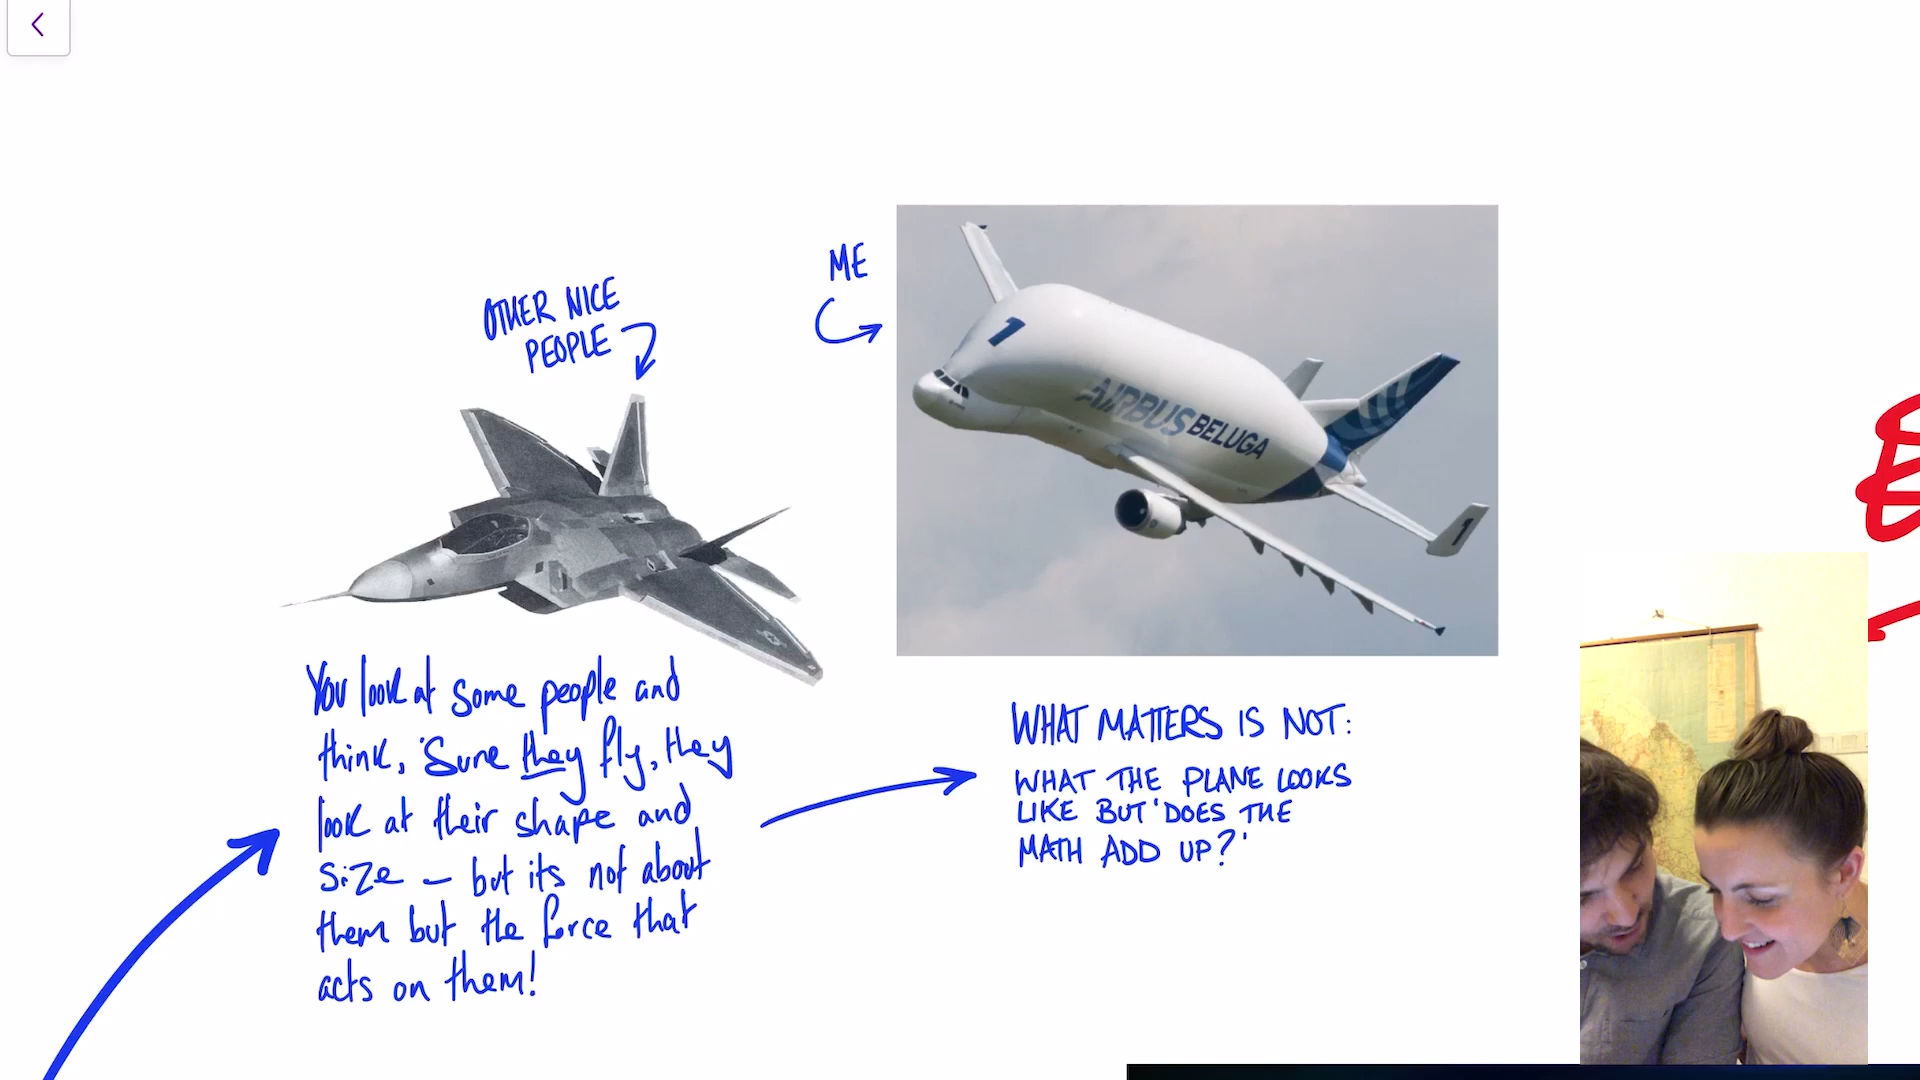 OTHER NICE
PEOPLE
ME
1
AIRBUS BELUGA
1
You look at some people and
think, 'Sure they fly, they
look at their shape and
size – but its not about
them but the force that
acts on them!
WHAT MATTERS IS NOT:
WHAT THE PLANE LOOKS
LIKE BUT 'DOES THE
MATH ADD UP?'